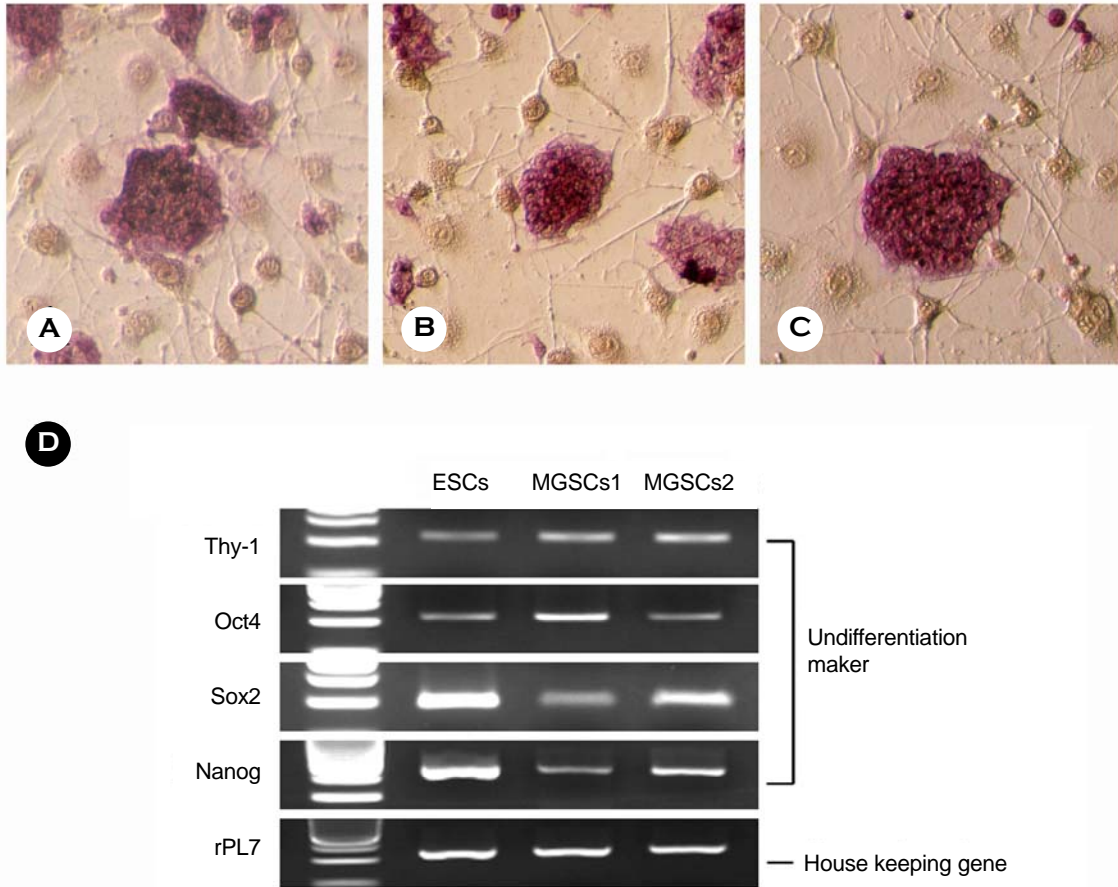 A
B
C
D
ESCs MGSCs1 MGSCs2
Thy-1
Oct4
Undifferentiation
maker
Sox2
Nanog
rPL7
House keeping gene